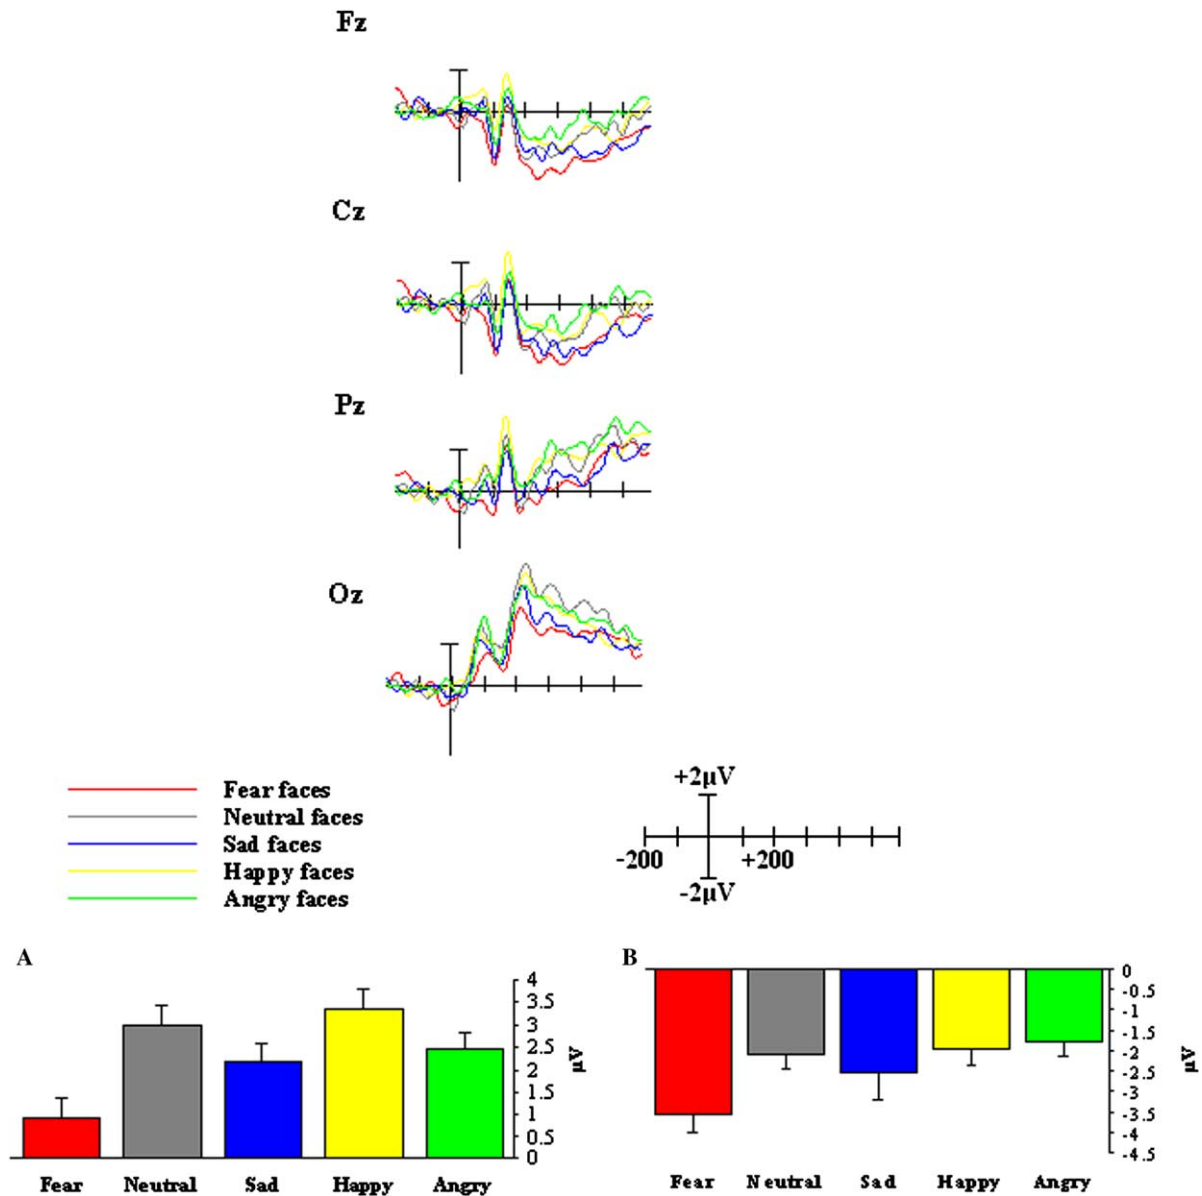 Fz
Cz
Pz
Oz
Fear faces
Neutral faces
Sad faces
Happy faces
Angry faces
+2μV
-200 +200
-2μV
A
4
3.5
3
2.5
2
1.5
1
0.5
0
μV
Fear Neutral Sad Happy Angry
B
0
-0.5
-1
-1.5
-2
-2.5
-3
-3.5
-4
-4.5
μV
Fear Neutral Sad Happy Angry